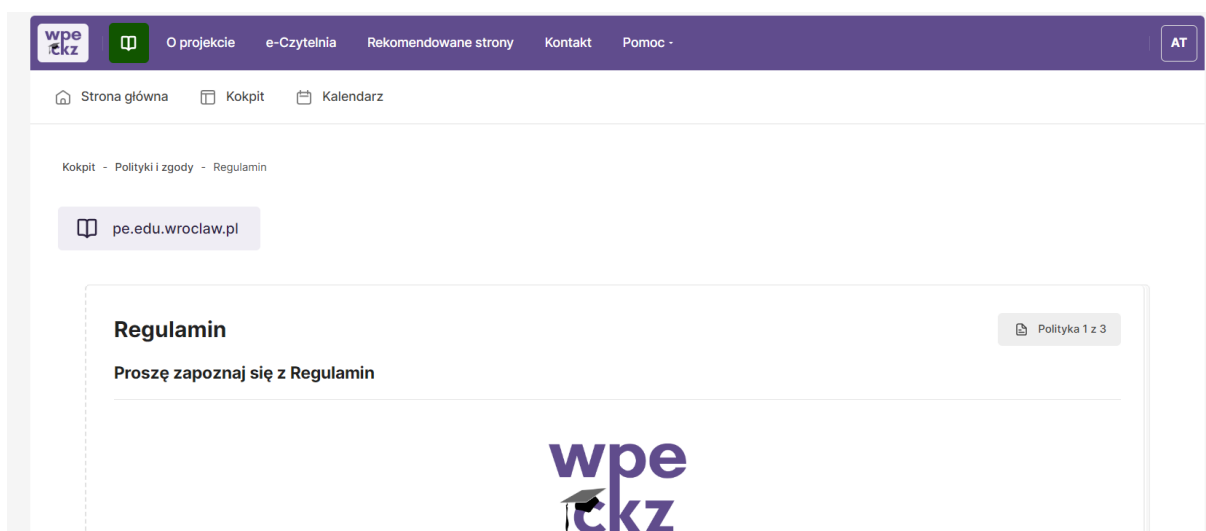 wpe
ckz
O projekcie e-Czytelnia Rekomendowane strony Kontakt Pomoc -
AT
Strona główna Kokpit Kalendarz
Kokpit - Polityki i zgody - Regulamin
pe.edu.wroclaw.pl
Regulamin
Polityka 1 z 3
Proszę zapoznaj się z Regulamin
wpe
ckz